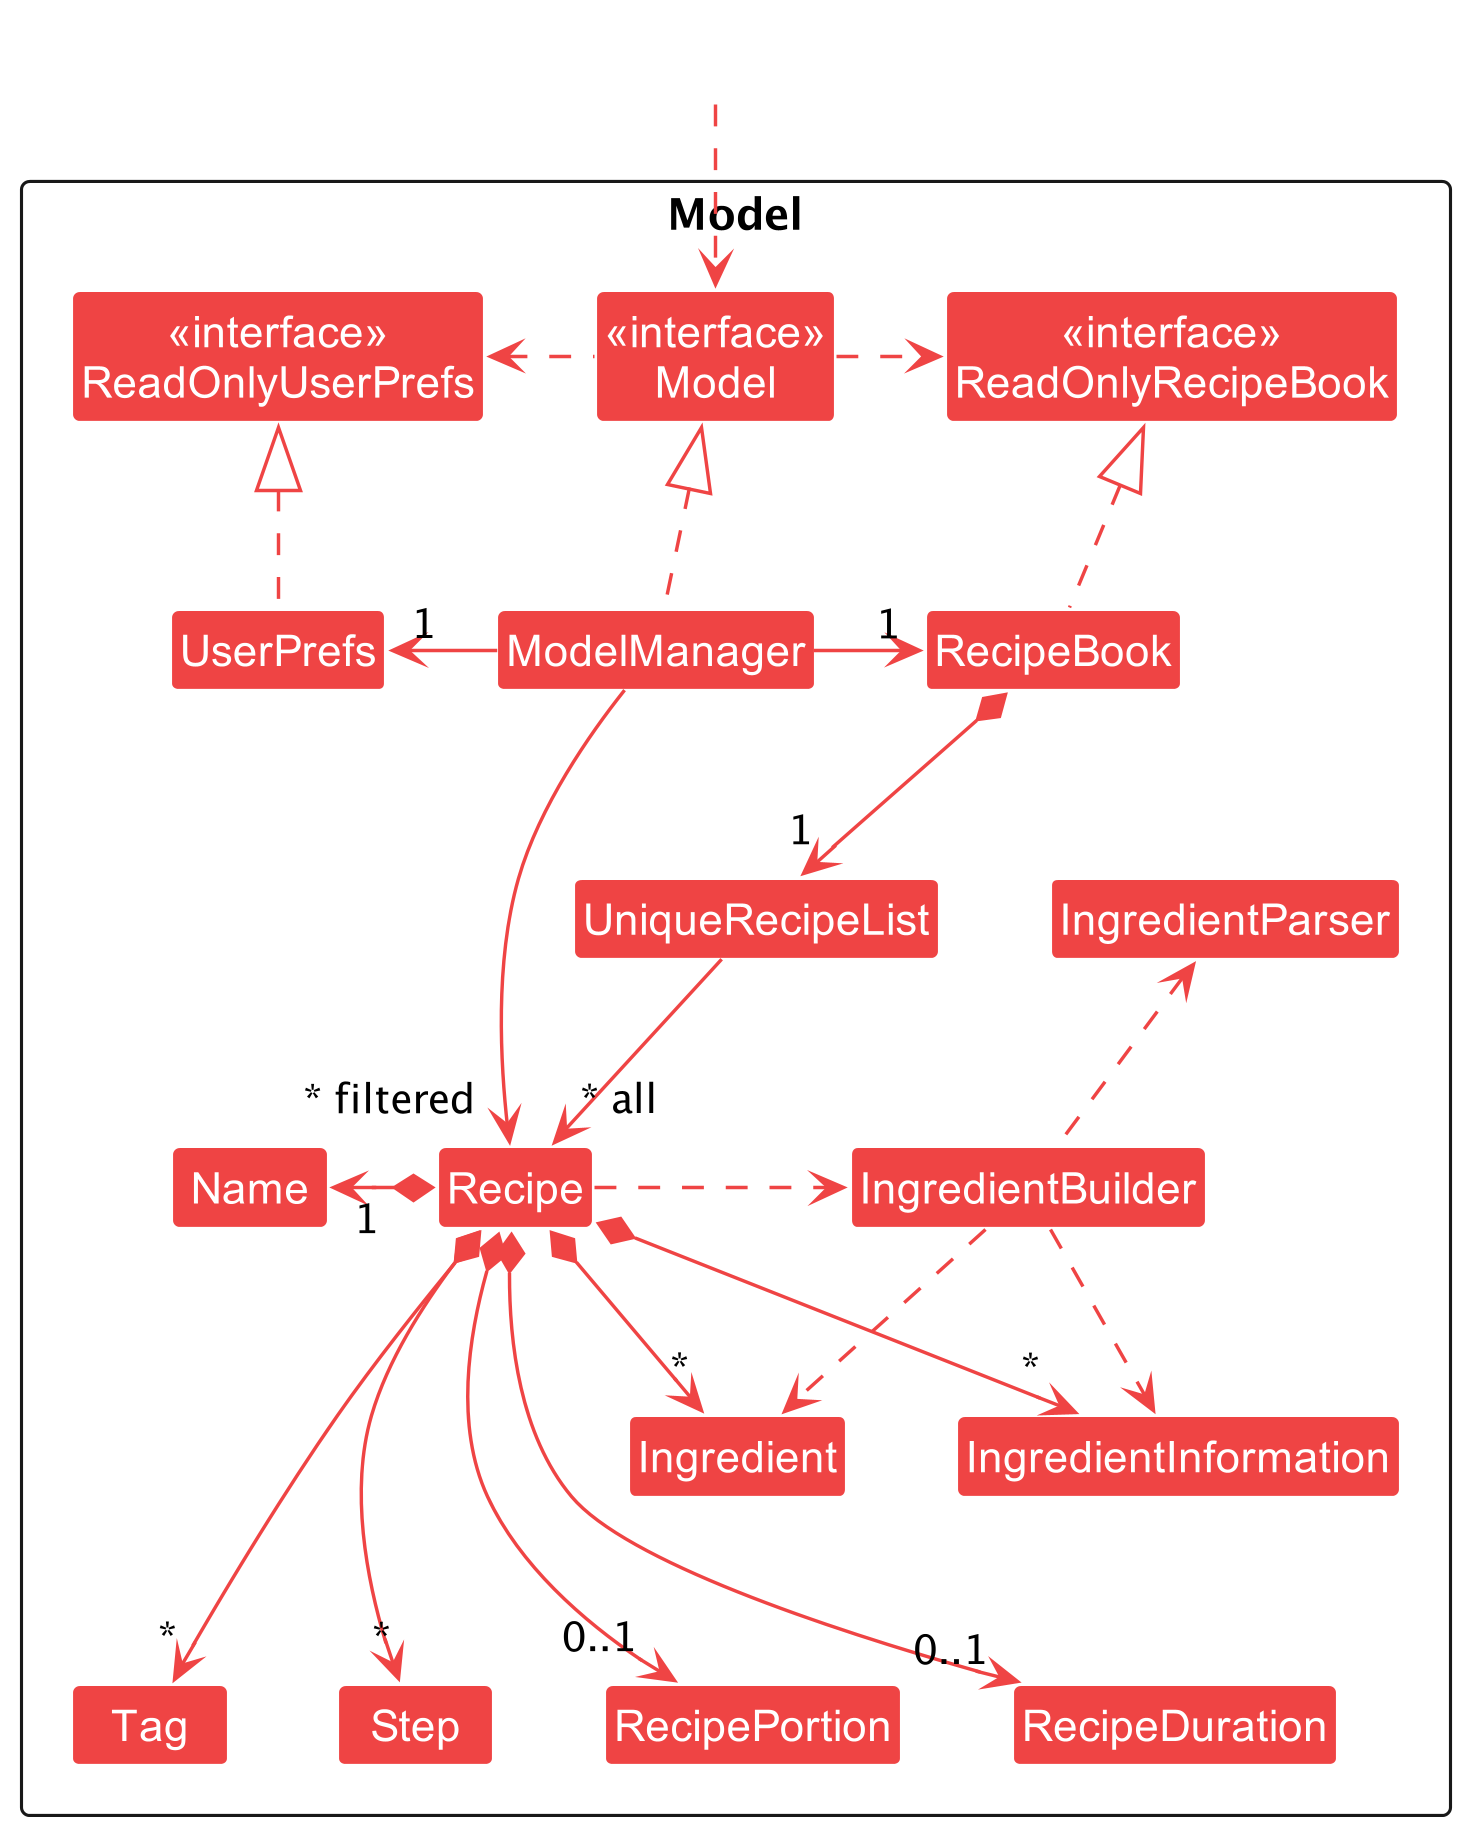 Model
«interface»
ReadOnlyUserPrefs
«interface»
Model
«interface»
ReadOnlyRecipeBook
UserPrefs
1
ModelManager
1
RecipeBook
1
UniqueRecipeList
IngredientParser
* filtered
* all
Name
1
Recipe
IngredientBuilder
*
*
Ingredient
IngredientInformation
*
*
0..1
0..1
Tag
Step
RecipePortion
RecipeDuration